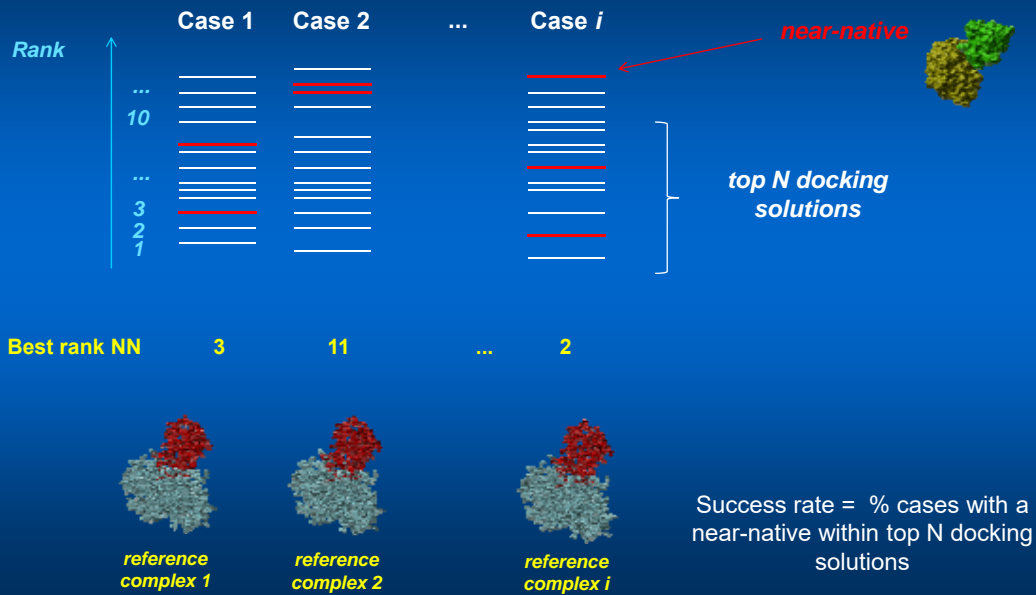 Case 1
Case 2
...
Case i
near-native
Rank
...
10
...
3
2
1
top N docking
solutions
Best rank NN
3
11
...
2
reference
complex 1
reference
complex 2
reference
complex i
Success rate = % cases with a
near-native within top N docking
solutions